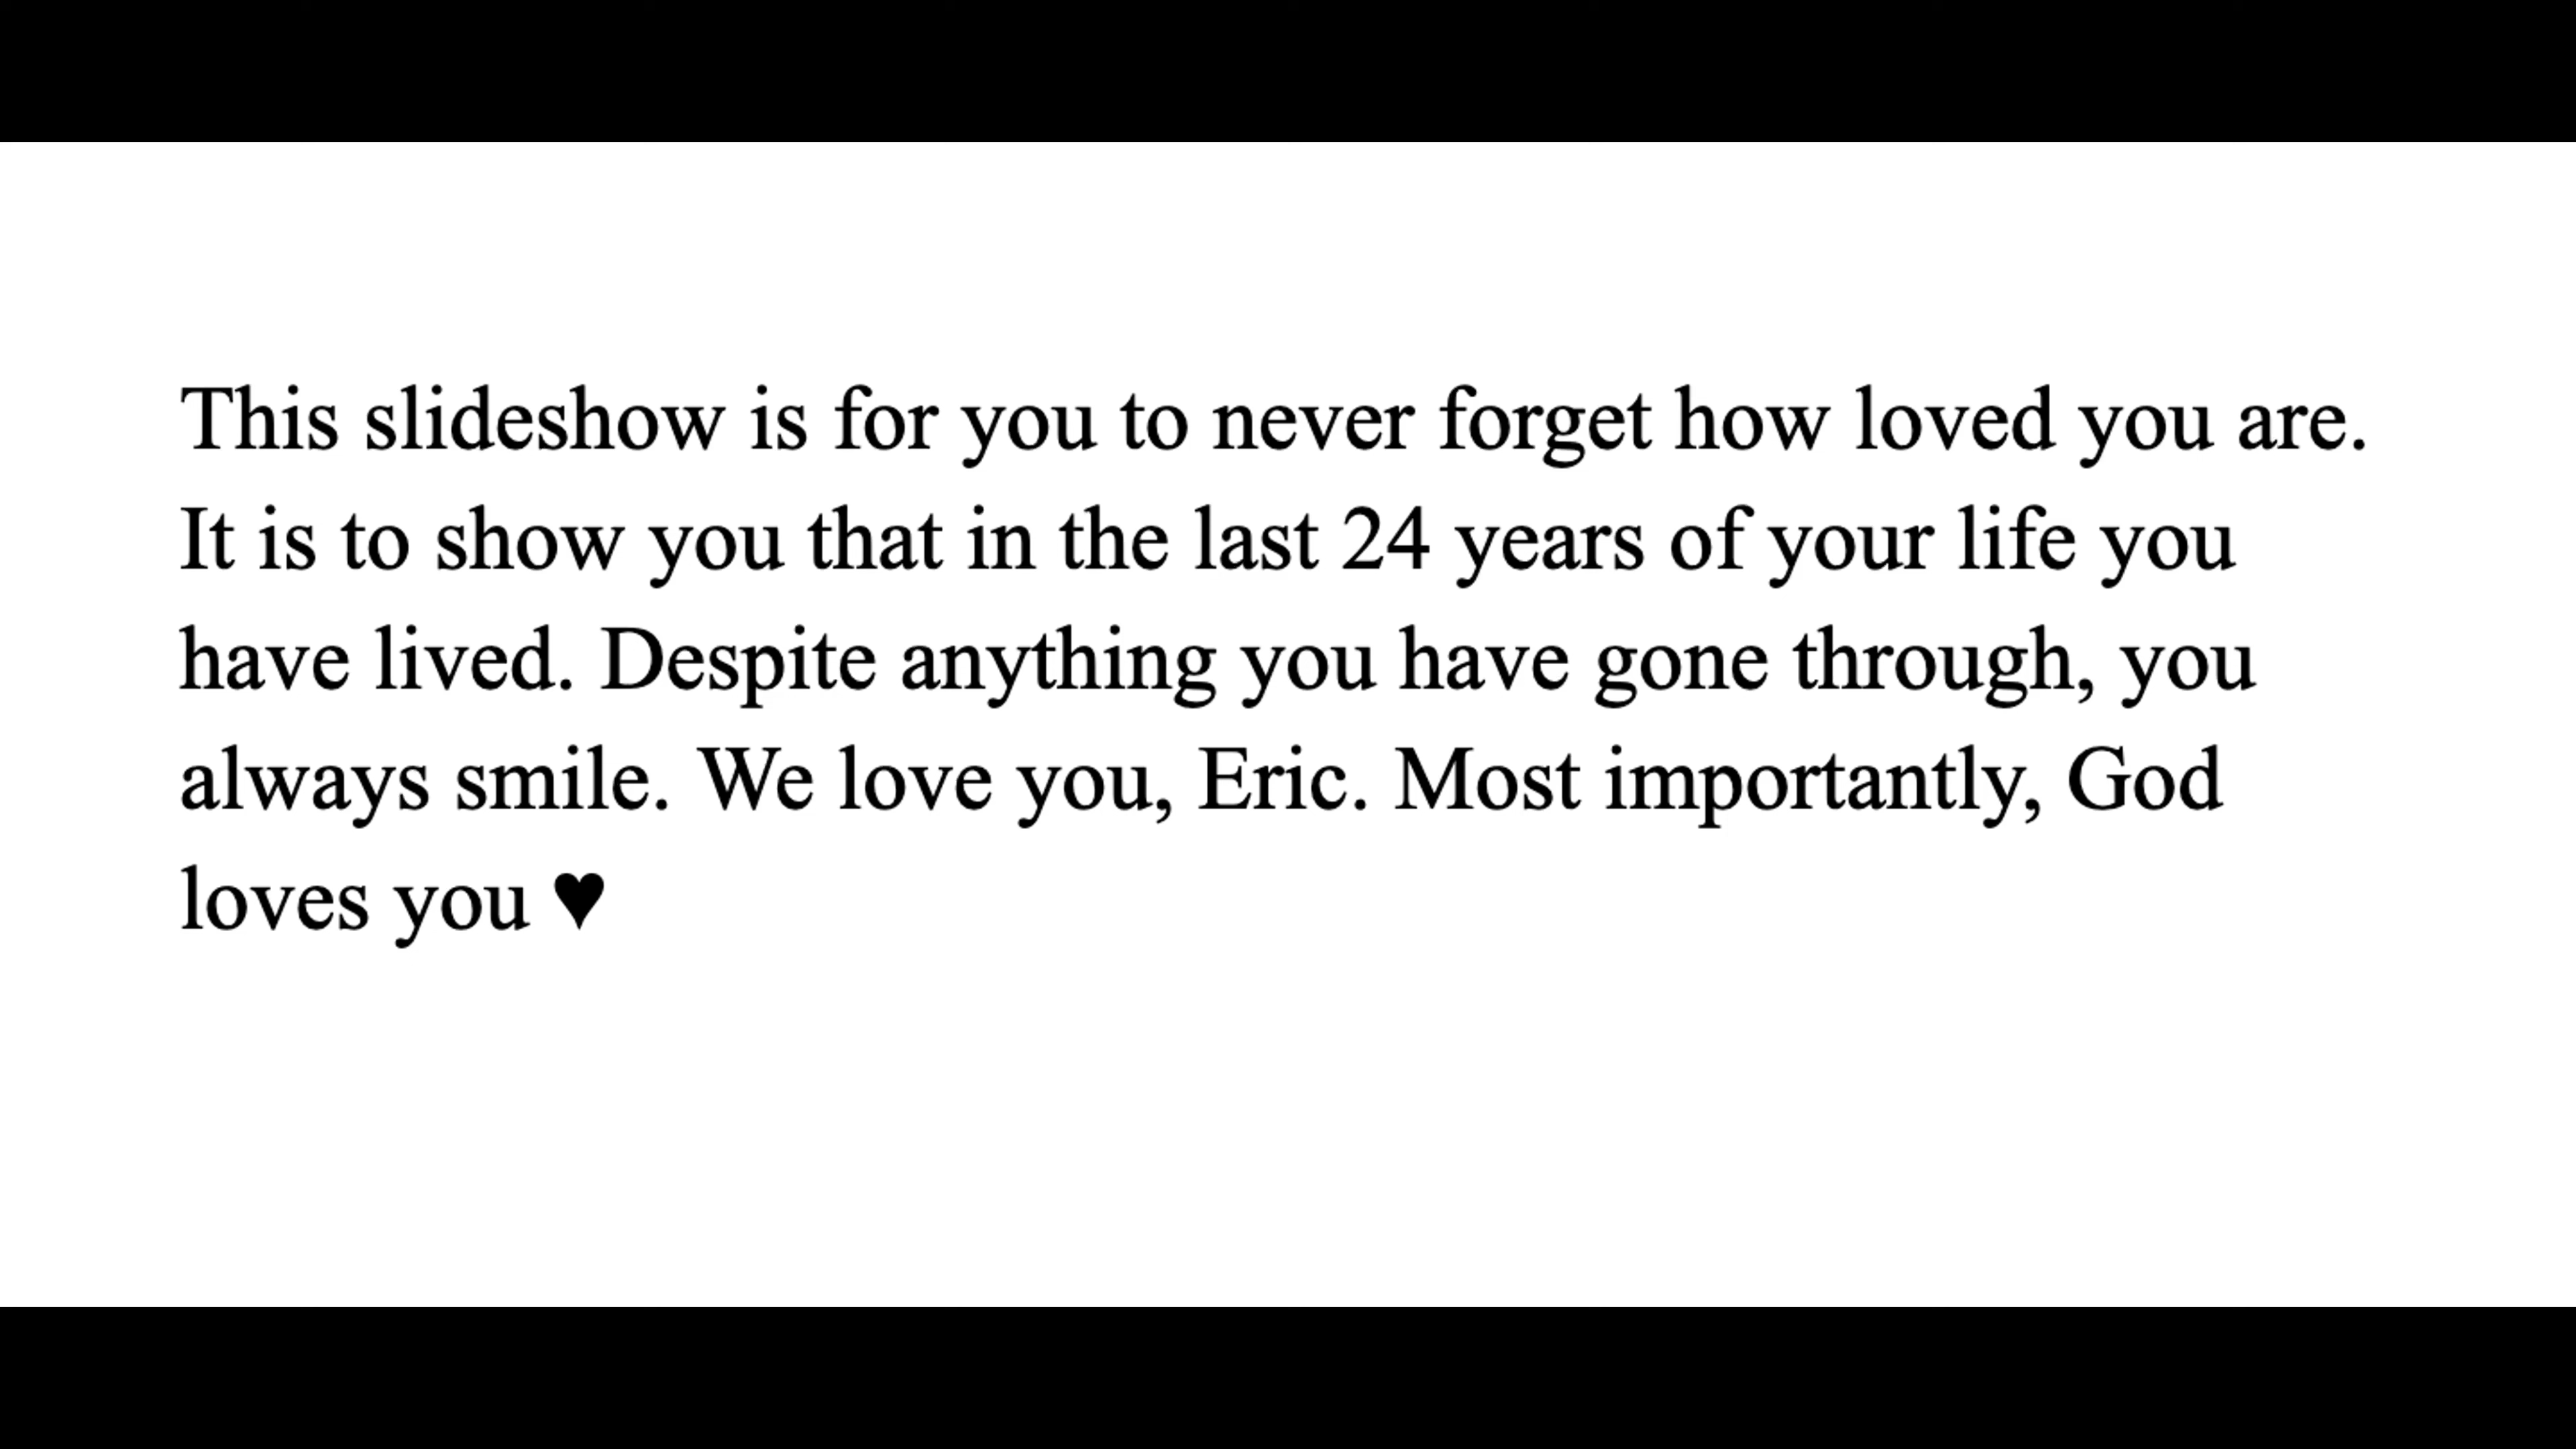 This slideshow is for you to never forget how loved you are.
It is to show you that in the last 24 years of your life you
have lived. Despite anything you have gone through, you
always smile. We love you, Eric. Most importantly, God
loves you ♥